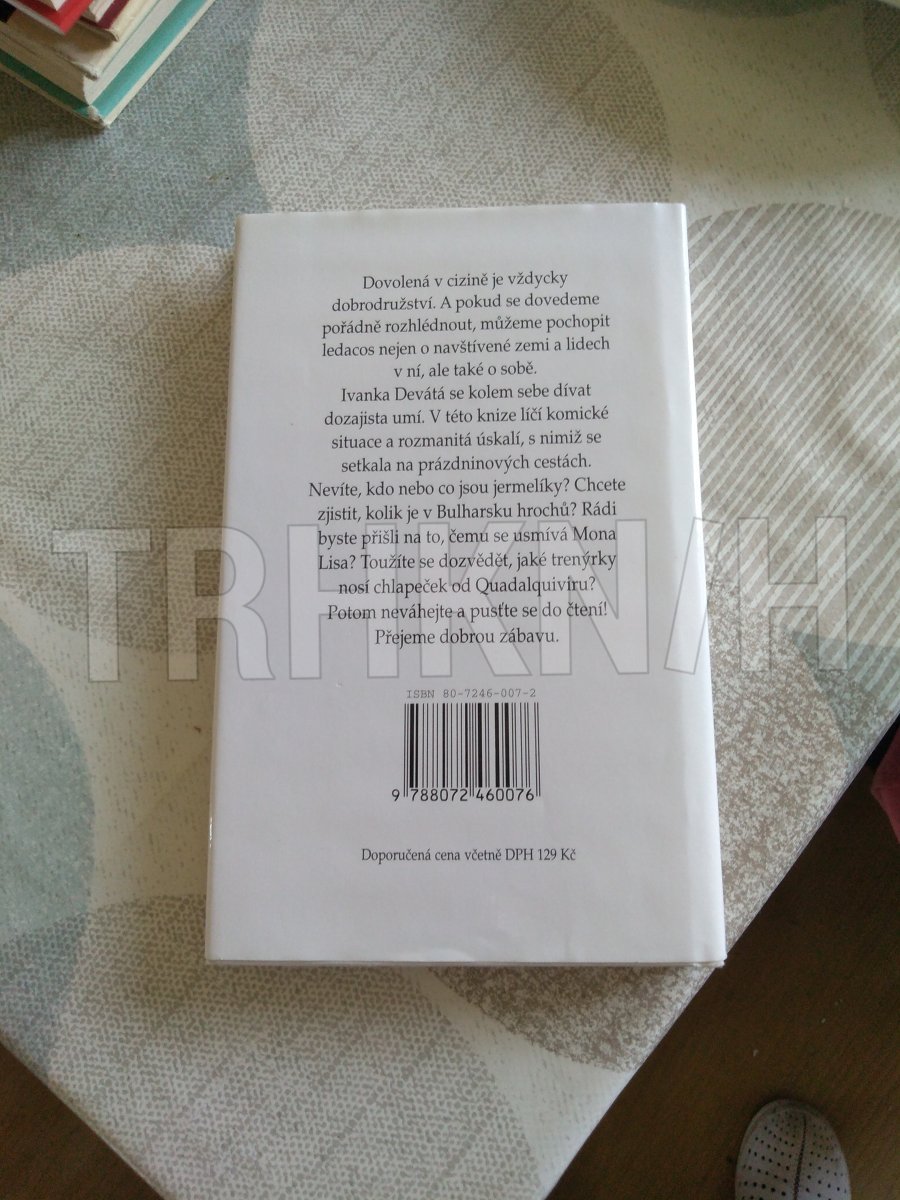 Dovolená v cizině je vždycky
dobrodružství. A pokud se dovedeme
pořádně rozhlédnout, můžeme pochopit
ledacos nejen o navštívené zemi a lidech
v ní, ale také o sobě.
Ivanka Devátá se kolem sebe dívat
dozajista umí. V této knize líčí komické
situace a rozmanitá úskalí, s nimiž se
setkala na prázdninových cestách.
Nevíte, kdo nebo co jsou jermelíky? Chcete
zjistit, kolik je v Bulharsku hrochů? Rádi
byste přišli na to, čemu se usmívá Mona
Lisa? Toužíte se dozvědět, jaké trenýrky
nosí chlapeček od Quadalquiviru?
Potom neváhejte a pusťte se do čtení!
Přejeme dobrou zábavu.
TRHKNIH
ISBN 80-7246-007-2
9 788072 460076
Doporučená cena včetně DPH 129 Kč